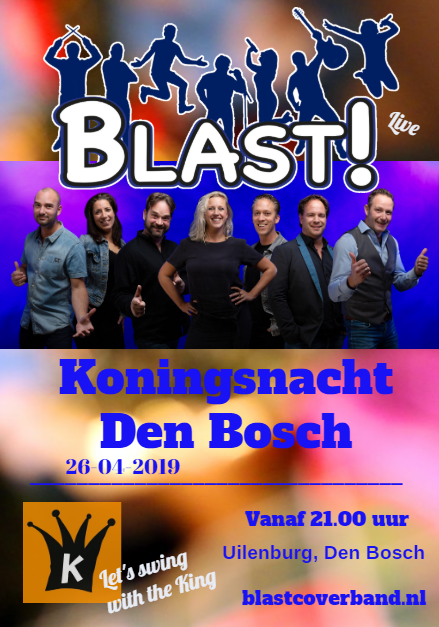 BLAST!
Live
Koningsnacht
Den Bosch
26-04-2019
Vanaf 21.00 uur
Uilenburg, Den Bosch
K
Let's swing
with the King
blastcoverband.nl